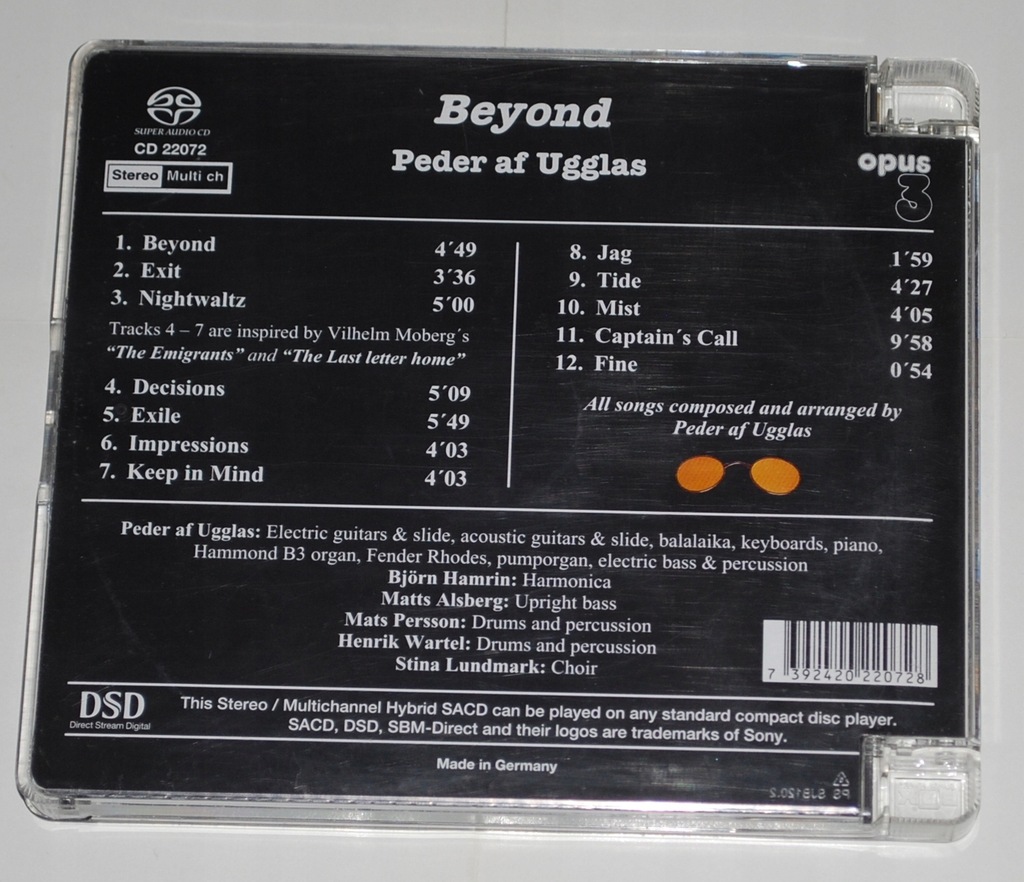 Beyond
Peder af Ugglas
SUPER AUDIO CD
CD 22072
Stereo Multi ch
opus
3
1. Beyond 4´49
2. Exit 3´36
3. Nightwaltz 5´00
Tracks 4 – 7 are inspired by Vilhelm Moberg´s
“The Emigrants” and “The Last letter home”
4. Decisions 5´09
5. Exile 5´49
6. Impressions 4´03
7. Keep in Mind 4´03
8. Jag 1´59
9. Tide 4´27
10. Mist 4´05
11. Captain´s Call 9´58
12. Fine 0´54
All songs composed and arranged by
Peder af Ugglas
Peder af Ugglas: Electric guitars & slide, acoustic guitars & slide, balalaika, keyboards, piano,
Hammond B3 organ, Fender Rhodes, pumporgan, electric bass & percussion
Björn Hamrin: Harmonica
Matts Alsberg: Upright bass
Mats Persson: Drums and percussion
Henrik Wartel: Drums and percussion
Stina Lundmark: Choir
7 392420 220728
DSD
Direct Stream Digital
This Stereo / Multichannel Hybrid SACD can be played on any standard compact disc player.
SACD, DSD, SBM-Direct and their logos are trademarks of Sony.
Made in Germany